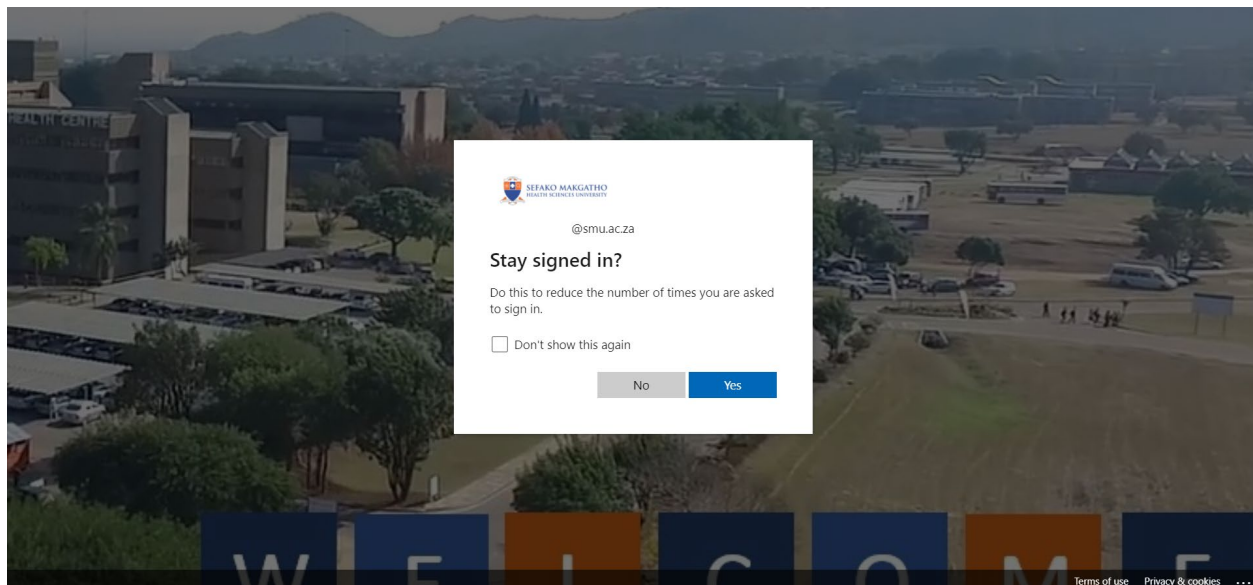 HEALTH CENTRE
SEFAKO MAKGATHO
HEALTH SCIENCES UNIVERSITY
@smu.ac.za
Stay signed in?
Do this to reduce the number of times you are asked
to sign in.
Don't show this again
No Yes
W E L C O M E
Terms of use Privacy & cookies ...